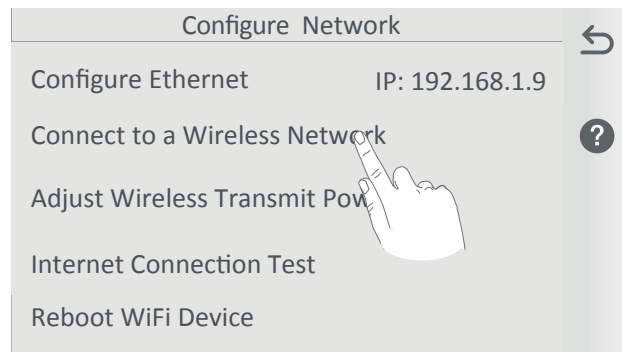 Configure Network
Configure Ethernet IP: 192.168.1.9
Connect to a Wireless Network
Adjust Wireless Transmit
Internet Connection Test
Reboot WiFi Device
?